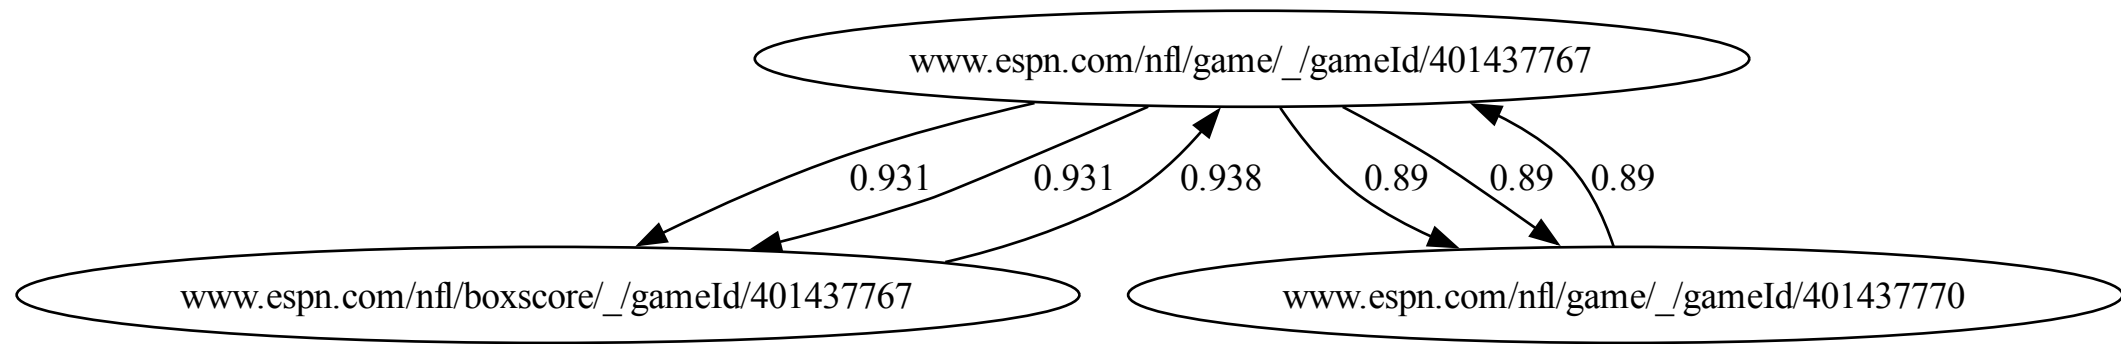 www.espn.com/nfl/game/_/gameId/401437767
0.931
0.931
0.938
0.89
0.89
0.89
www.espn.com/nfl/boxscore/_/gameId/401437767
www.espn.com/nfl/game/_/gameId/401437770